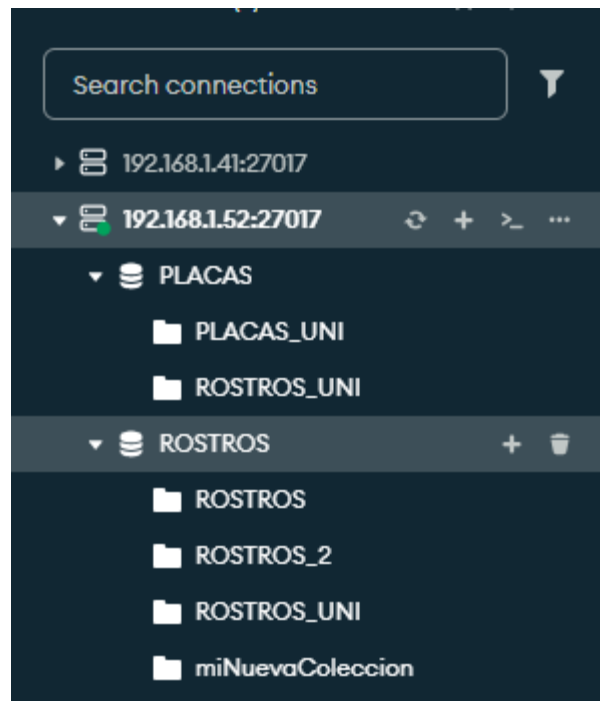 Search connections
192.168.1.41:27017
192.168.1.52:27017
PLACAS
PLACAS_UNI
ROSTROS_UNI
ROSTROS
ROSTROS
ROSTROS_2
ROSTROS_UNI
miNuevaColeccion